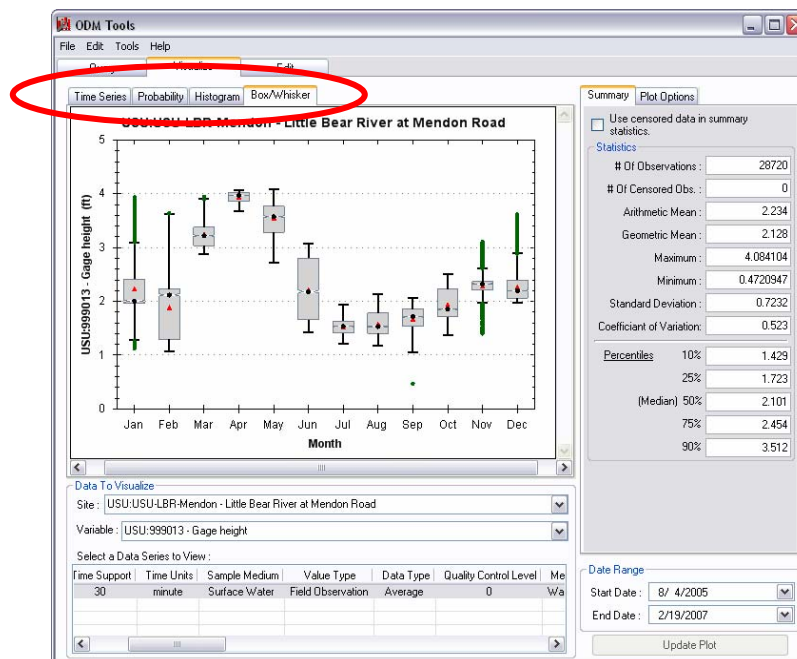 ODM Tools
File Edit Tools Help
Query Visualize Edit
Time Series Probability Histogram Box/Whisker
USU:USU-LBR-Mendon - Little Bear River at Mendon Road
USU:999013 - Gage height (ft)
5
4
3
2
1
0
Jan Feb Mar Apr May Jun Jul Aug Sep Oct Nov Dec
Month
Data To Visualize
Site : USU:USU-LBR-Mendon - Little Bear River at Mendon Road
Variable : USU:999013 - Gage height
Select a Data Series to View :
Time Support Time Units Sample Medium Value Type Data Type Quality Control Level Me
30 minute Surface Water Field Observation Average 0 Wa
Summary Plot Options
Use censored data in summary
statistics.
Statistics
# Of Observations : 28720
# Of Censored Obs. : 0
Arithmetic Mean : 2.234
Geometric Mean : 2.128
Maximum : 4.084104
Minimum : 0.4720947
Standard Deviation : 0.7232
Coefficiant of Variation: 0.523
Percentiles 10% 1.429
25% 1.723
(Median) 50% 2.101
75% 2.454
90% 3.512
Date Range
Start Date : 8/ 4/2005
End Date : 2/19/2007
Update Plot